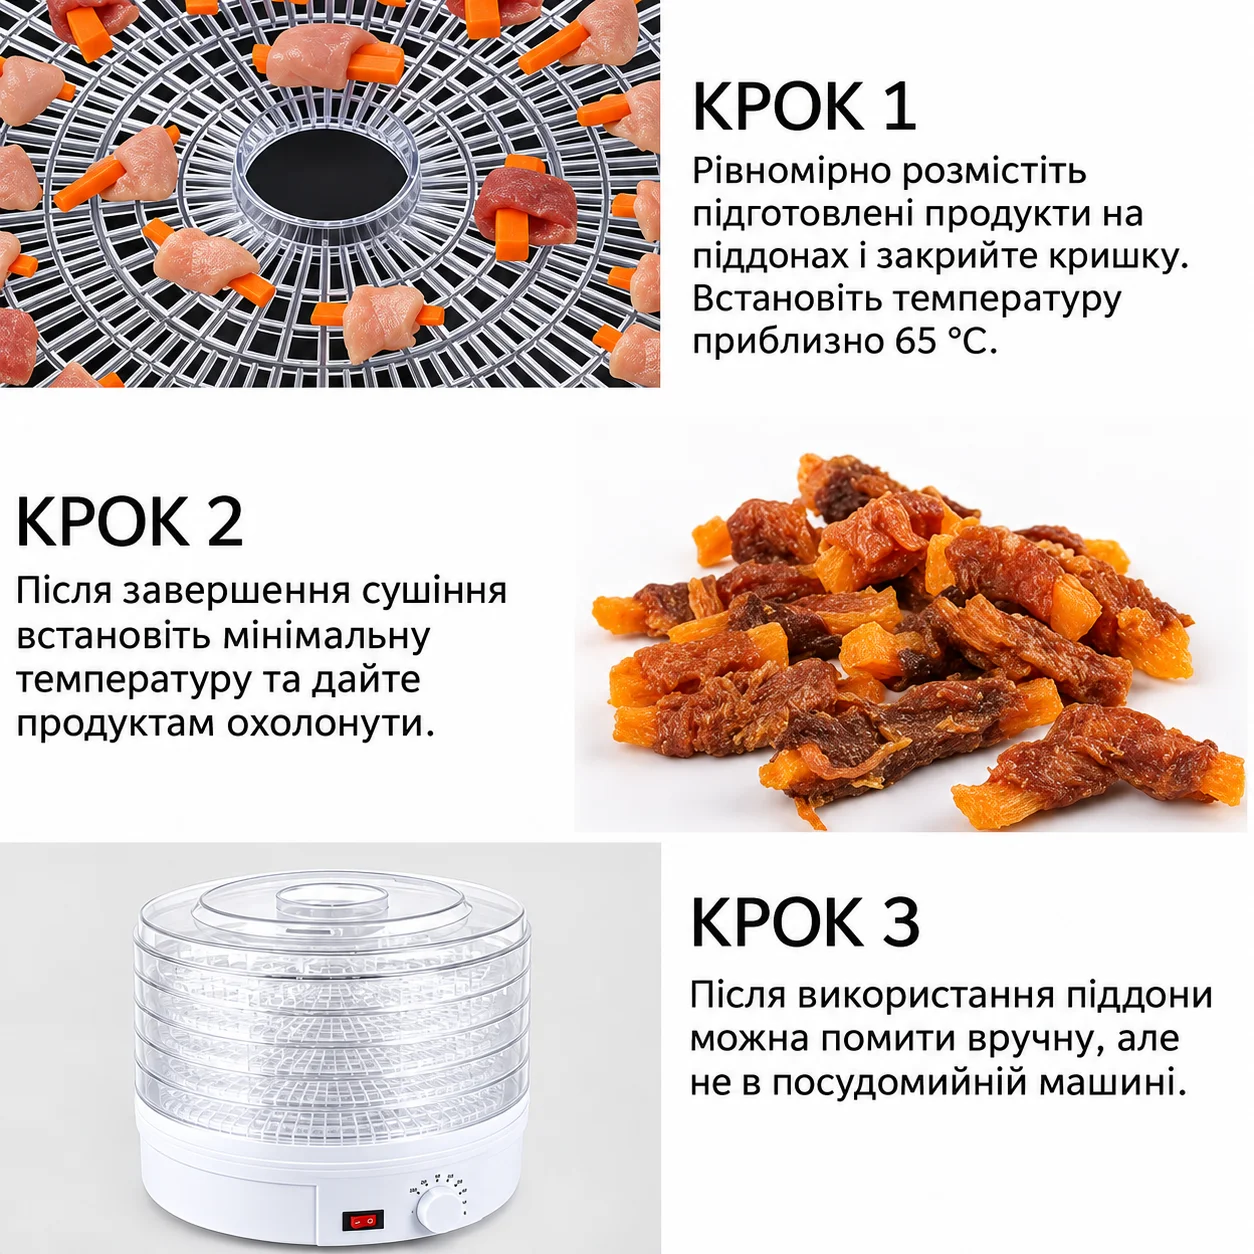 КРОК 1
Рівномірно розмістіть
підготовлені продукти на
піддонах і закрийте кришку.
Встановіть температуру
приблизно 65 °C.
КРОК 2
Після завершення сушіння
встановіть мінімальну
температуру та дайте
продуктам охолонути.
КРОК 3
Після використання піддони
можна помити вручну, але
не в посудомийній машині.